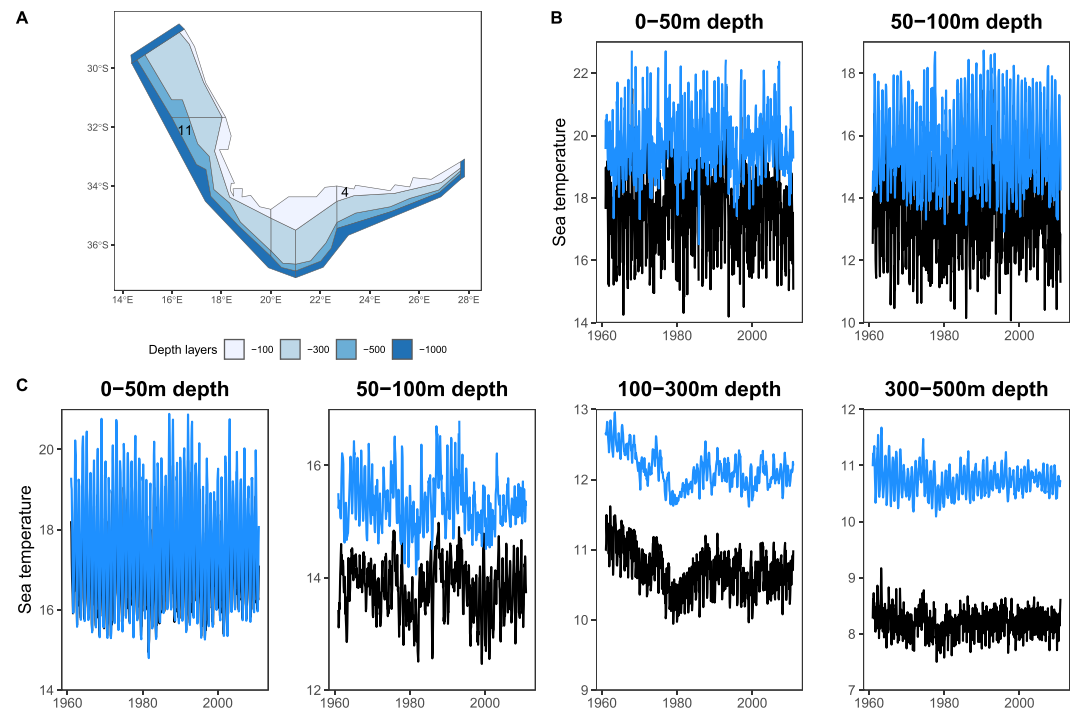 A
30°S
32°S
34°S
36°S
11
4
14°E 16°E 18°E 20°E 22°E 24°E 26°E 28°E
Depth layers −100 −300 −500 −1000
B
0−50m depth
Sea temperature
22
20
18
16
14
1960 1980 2000
50−100m depth
18
16
14
12
10
1960 1980 2000
C
0−50m depth
Sea temperature
20
18
16
14
1960 1980 2000
50−100m depth
16
14
12
1960 1980 2000
100−300m depth
13
12
11
10
9
1960 1980 2000
300−500m depth
12
11
10
9
8
7
1960 1980 2000